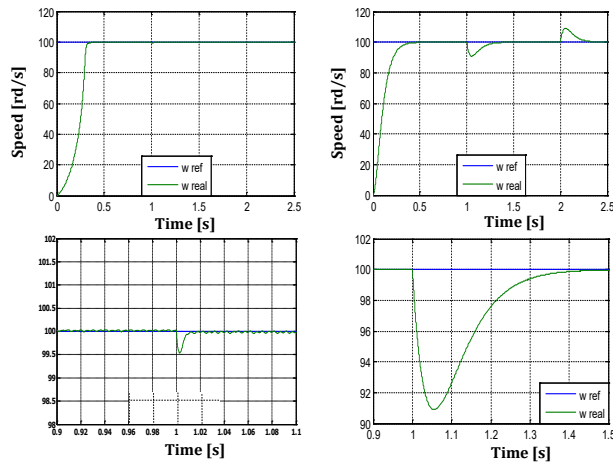 120
100
80
60
40
20
0
Speed [rd/s]
w ref
w real
0 0.5 1 1.5 2 2.5
Time [s]
120
100
80
60
40
20
0
Speed [rd/s]
w ref
w real
0 0.5 1 1.5 2 2.5
Time [s]
102
101.5
101
100.5
100
99.5
99
98.5
98
0.9 0.92 0.94 0.96 0.98 1 1.02 1.04 1.06 1.08 1.1
Time [s]
100
98
96
94
92
90
w ref
w real
0.9 1 1.1 1.2 1.3 1.4 1.5
Time [s]